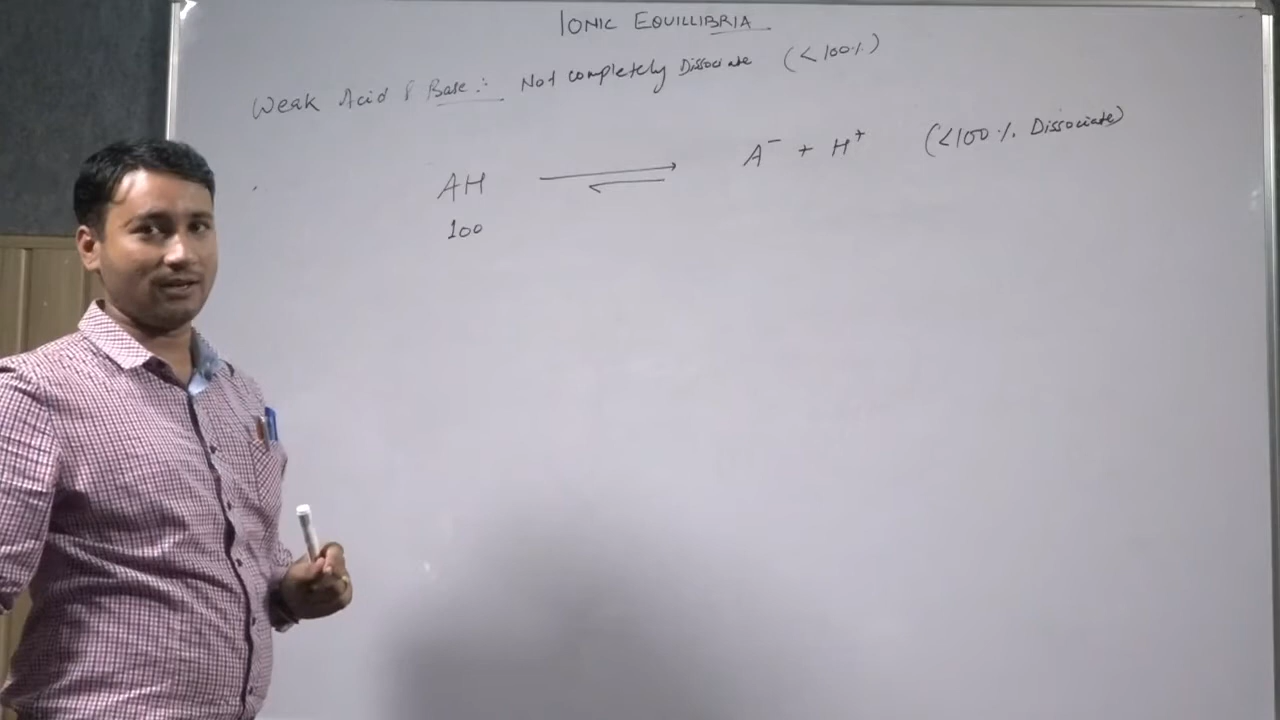 IONIC EQUILLIBRIA
Weak Acid & Base :- Not completely Dissociate (< 100%)
AH ⇌ A⁻ + H⁺ (<100% Dissociate)
100